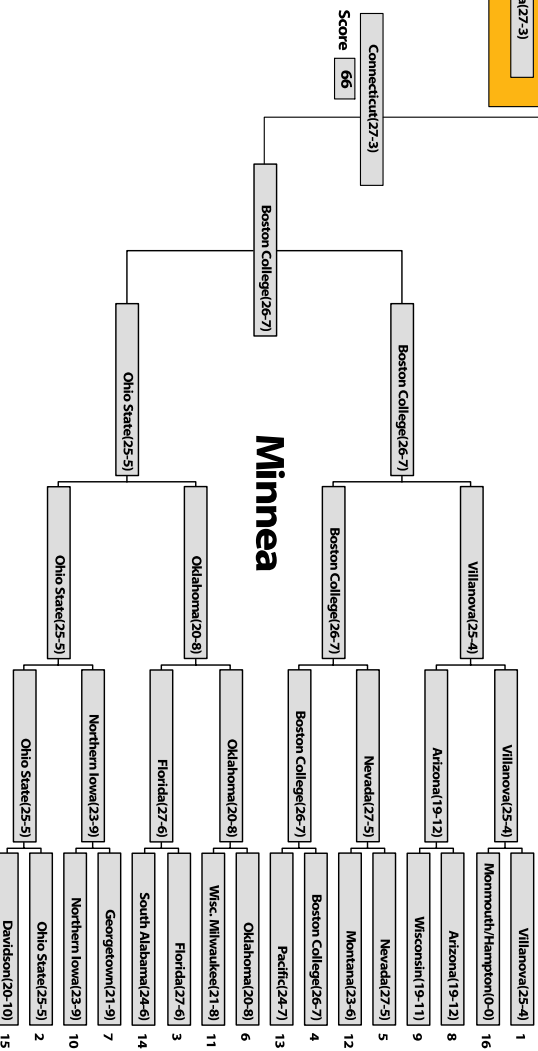 a(27-3)
Connecticut(27-3)
Score 66
Boston College(26-7)
Boston College(26-7)
Ohio State(25-5)
Minnea
Villanova(25-4)
Boston College(26-7)
Oklahoma(20-8)
Ohio State(25-5)
Villanova(25-4)
Arizona(19-12)
Nevada(27-5)
Boston College(26-7)
Oklahoma(20-8)
Florida(27-6)
Northern Iowa(23-9)
Ohio State(25-5)
Villanova(25-4) 1
Monmouth/Hampton(0-0) 16
Arizona(19-12) 8
Wisconsin(19-11) 9
Nevada(27-5) 5
Montana(23-6) 12
Boston College(26-7) 4
Pacific(24-7) 13
Oklahoma(20-8) 6
Wisc. Milwaukee(21-8) 11
Florida(27-6) 3
South Alabama(24-6) 14
Georgetown(21-9) 7
Northern Iowa(23-9) 10
Ohio State(25-5) 2
Davidson(20-10) 15